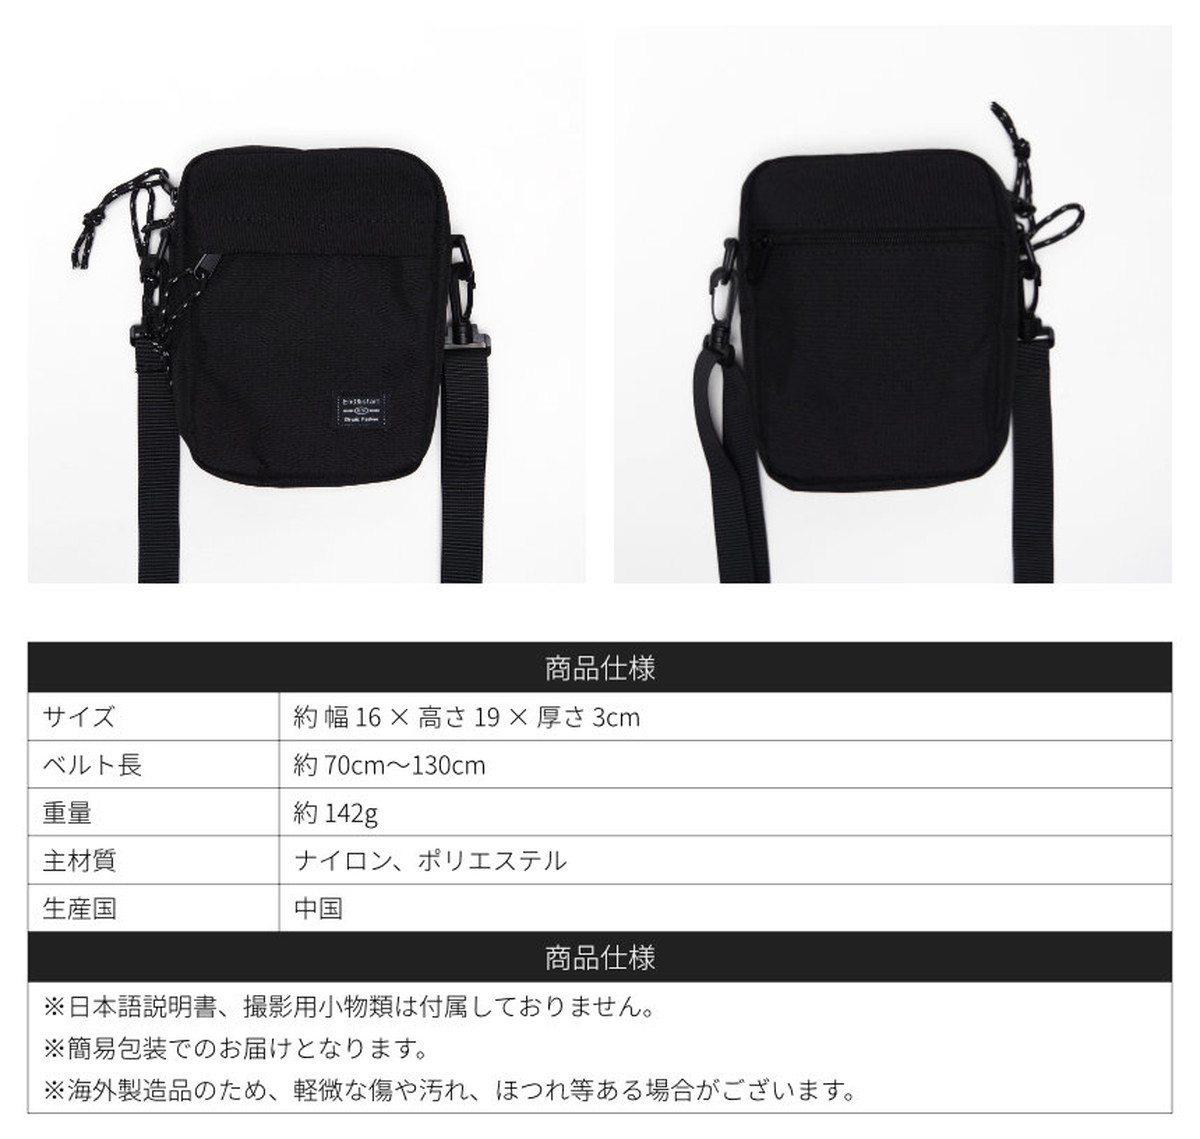 商品仕様
サイズ 約 幅 16 × 高さ 19 × 厚さ 3cm
ベルト長 約 70cm～130cm
重量 約 142g
主材質 ナイロン、ポリエステル
生産国 中国
商品仕様
※日本語説明書、撮影用小物類は付属しておりません。
※簡易包装でのお届けとなります。
※海外製造品のため、軽微な傷や汚れ、ほつれ等ある場合がございます。